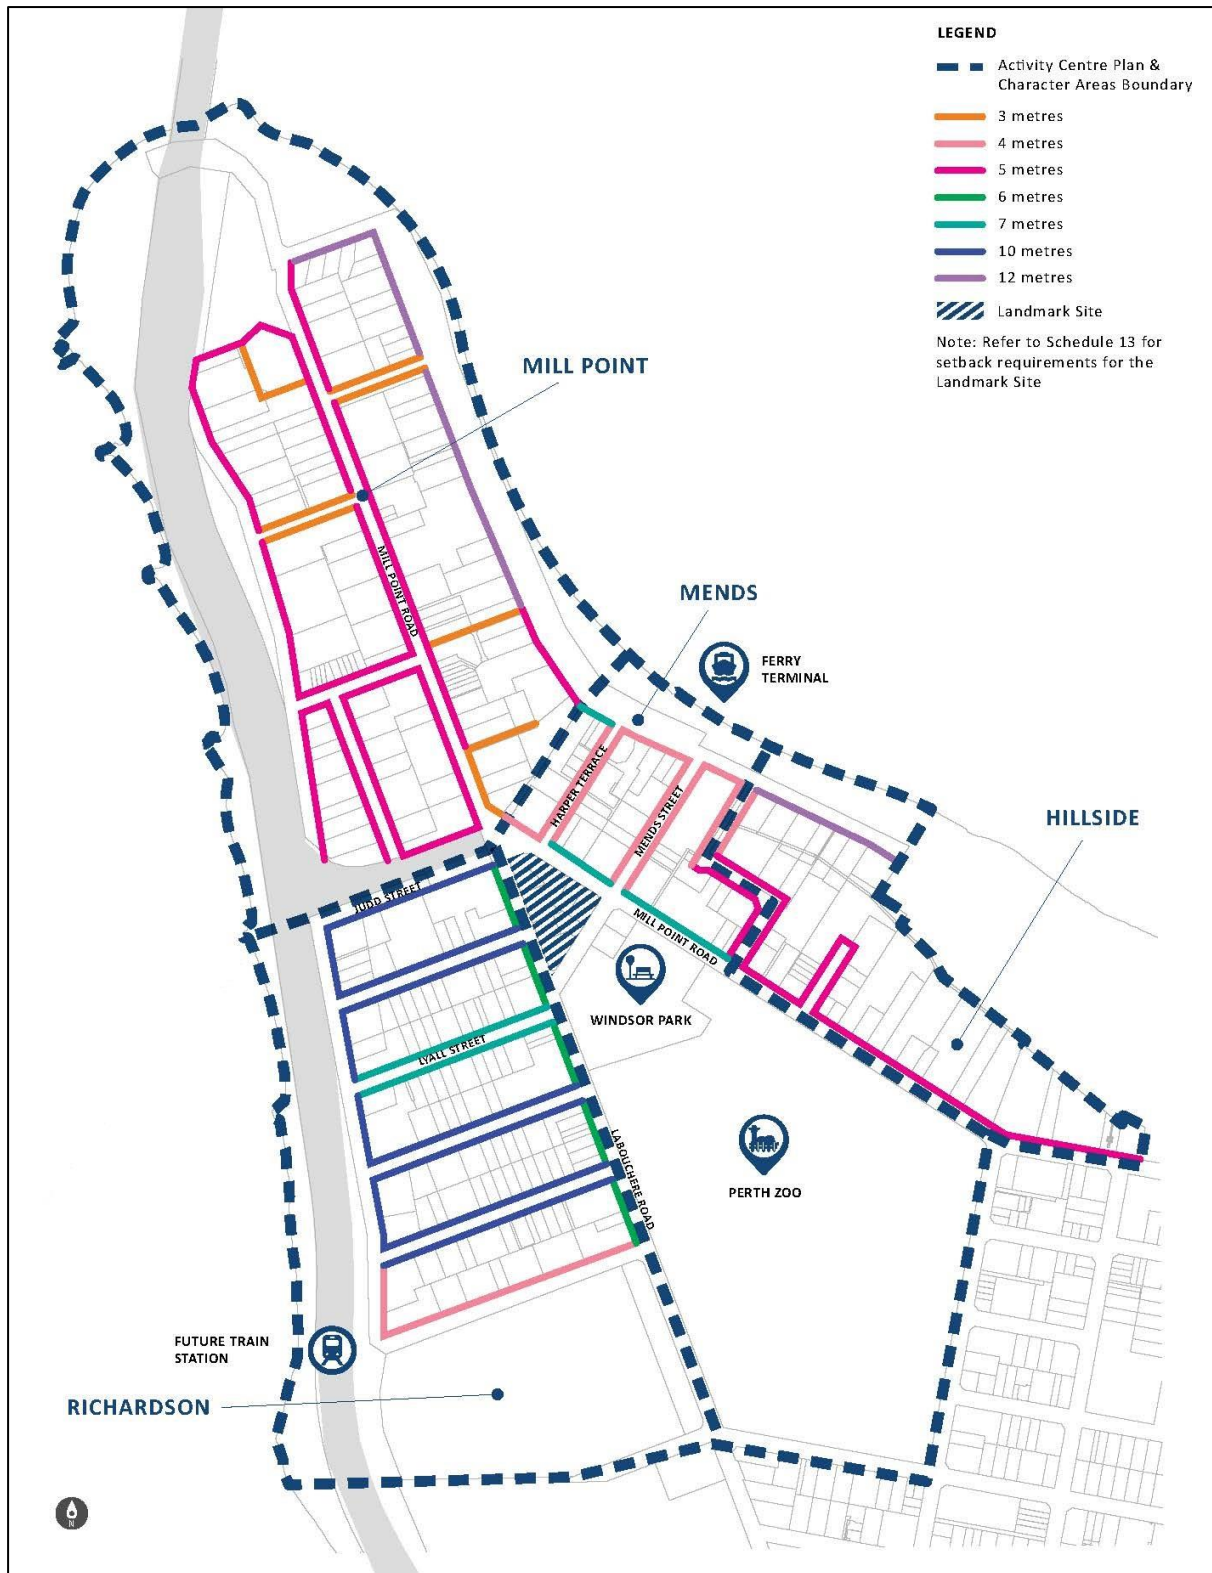 LEGEND
Activity Centre Plan &
Character Areas Boundary
3 metres
4 metres
5 metres
6 metres
7 metres
10 metres
12 metres
Landmark Site
Note: Refer to Schedule 13 for
setback requirements for the
Landmark Site
MILL POINT
MILL POINT ROAD
MENDS
FERRY
TERMINAL
HARPER TERRACE
MENDS STREET
HILLSIDE
JUDD STREET
MILL POINT ROAD
WINDSOR PARK
LYALL STREET
LABOUCHERE ROAD
PERTH ZOO
FUTURE TRAIN
STATION
RICHARDSON
N